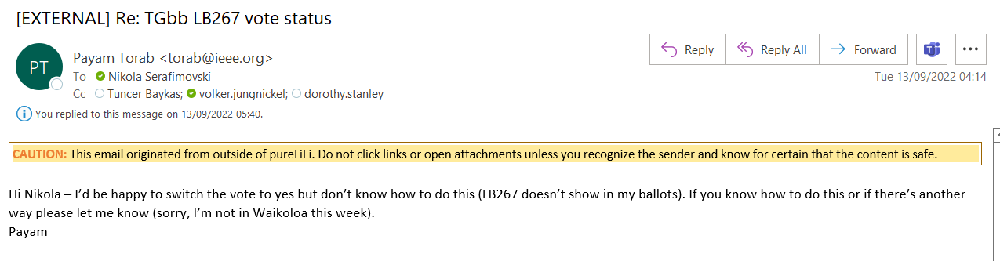 [EXTERNAL] Re: TGbb LB267 vote status
PT
Payam Torab <torab@ieee.org>
Reply
Reply All
Forward
To Nikola Serafimovski
Tue 13/09/2022 04:14
Cc Tuncer Baykas; volker.jungnickel; dorothy.stanley
You replied to this message on 13/09/2022 05:40.
CAUTION: This email originated from outside of pureLiFi. Do not click links or open attachments unless you recognize the sender and know for certain that the content is safe.
Hi Nikola – I’d be happy to switch the vote to yes but don’t know how to do this (LB267 doesn’t show in my ballots). If you know how to do this or if there’s another
way please let me know (sorry, I’m not in Waikoloa this week).
Payam